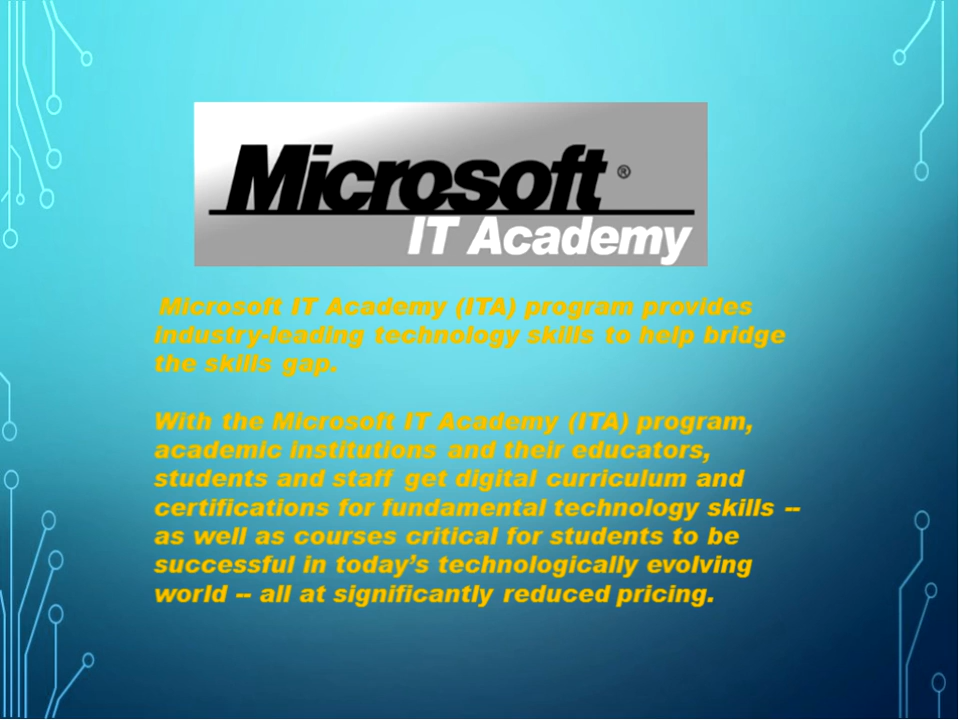 Microsoft ®
IT Academy
Microsoft IT Academy (ITA) program provides
industry-leading technology skills to help bridge
the skills gap.
With the Microsoft IT Academy (ITA) program,
academic institutions and their educators,
students and staff get digital curriculum and
certifications for fundamental technology skills --
as well as courses critical for students to be
successful in today’s technologically evolving
world -- all at significantly reduced pricing.